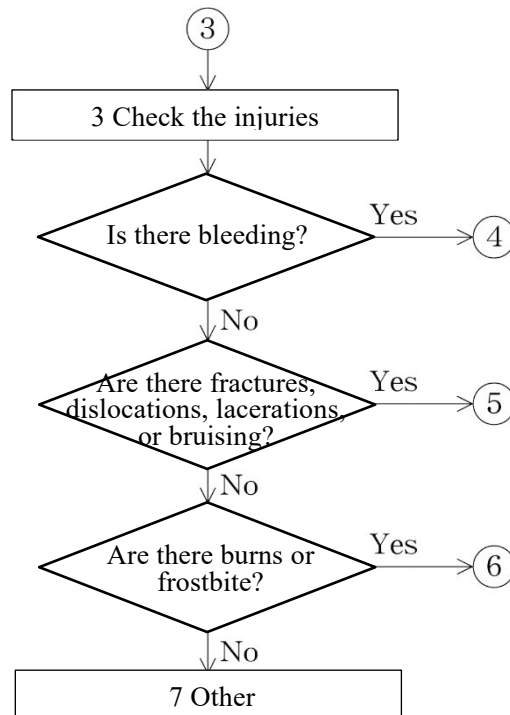 3
3 Check the injuries
Is there bleeding?
Yes
4
No
Are there fractures,
dislocations, lacerations,
or bruising?
Yes
5
No
Are there burns or
frostbite?
Yes
6
No
7 Other